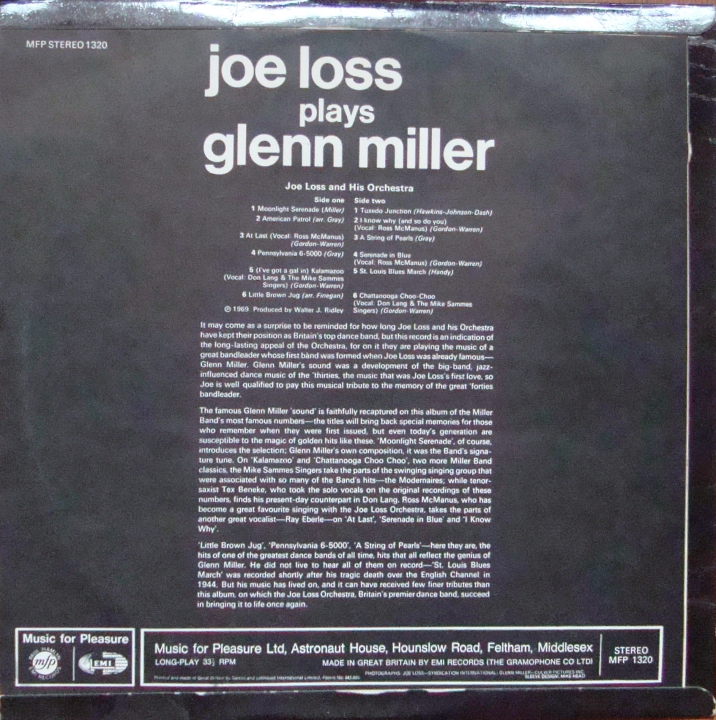 MFP STEREO 1320
joe loss
plays
glenn miller
Joe Loss and His Orchestra
Side one
1 Moonlight Serenade (Miller)
2 American Patrol (arr. Gray)
3 At Last (Vocal: Ross McManus)
(Gordon-Warren)
4 Pennsylvania 6-5000 (Gray)
5 (I've got a gal in) Kalamazoo
(Vocal: Don Lang & The Mike Sammes
Singers) (Gordon-Warren)
6 Little Brown Jug (arr. Finegan)
℗ 1969 Produced by Walter J. Ridley
Side two
1 Tuxedo Junction (Hawkins-Johnson-Dash)
2 I know why (and so do you)
(Vocal: Ross McManus) (Gordon-Warren)
3 A String of Pearls (Gray)
4 Serenade in Blue
(Vocal: Ross McManus) (Gordon-Warren)
5 St. Louis Blues March (Handy)
6 Chattanooga Choo-Choo
(Vocal: Don Lang & The Mike Sammes
Singers) (Gordon-Warren)
It may come as a surprise to be reminded for how long Joe Loss and his Orchestra
have kept their position as Britain's top dance band, but this record is an indication of
the long-lasting appeal of the Orchestra, for on it they are playing the music of a
great bandleader whose first band was formed when Joe Loss was already famous—
Glenn Miller. Glenn Miller's sound was a development of the big-band, jazz-
influenced dance music of the 'thirties, the music that was Joe Loss's first love, so
Joe is well qualified to pay this musical tribute to the memory of the great 'forties
bandleader.
The famous Glenn Miller 'sound' is faithfully recaptured on this album of the Miller
Band's most famous numbers—the titles will bring back special memories for those
who remember when they were first issued, but even today's generation are
susceptible to the magic of golden hits like these. 'Moonlight Serenade', of course,
introduces the selection; Glenn Miller's own composition, it was the Band's signa-
ture tune. On 'Kalamazoo' and 'Chattanooga Choo Choo', two more Miller Band
classics, the Mike Sammes Singers take the parts of the swinging singing group that
were associated with so many of the Band's hits—the Modernaires; while tenor-
saxist Tex Beneke, who took the solo vocals on the original recordings of these
numbers, finds his present-day counterpart in Don Lang. Ross McManus, who has
become a great favourite singing with the Joe Loss Orchestra, takes the parts of
another great vocalist—Ray Eberle—on 'At Last', 'Serenade in Blue' and 'I Know
Why'.
'Little Brown Jug', 'Pennsylvania 6-5000', 'A String of Pearls'—here they are, the
hits of one of the greatest dance bands of all time, hits that all reflect the genius of
Glenn Miller. He did not live to hear all of them on record—'St. Louis Blues
March' was recorded shortly after his tragic death over the English Channel in
1944. But his music has lived on, and it can have received few finer tributes than
this album, on which the Joe Loss Orchestra, Britain's premier dance band, succeed
in bringing it to life once again.
Music for Pleasure
mfp
EMI
Music for Pleasure Ltd, Astronaut House, Hounslow Road, Feltham, Middlesex
LONG-PLAY 33⅓ RPM
MADE IN GREAT BRITAIN BY EMI RECORDS (THE GRAMOPHONE CO LTD)
PHOTOGRAPHS: JOE LOSS—SYNDICATION INTERNATIONAL; GLENN MILLER—CULVER PICTURES INC.
SLEEVE DESIGN: MIKE HEAD
STEREO
MFP 1320